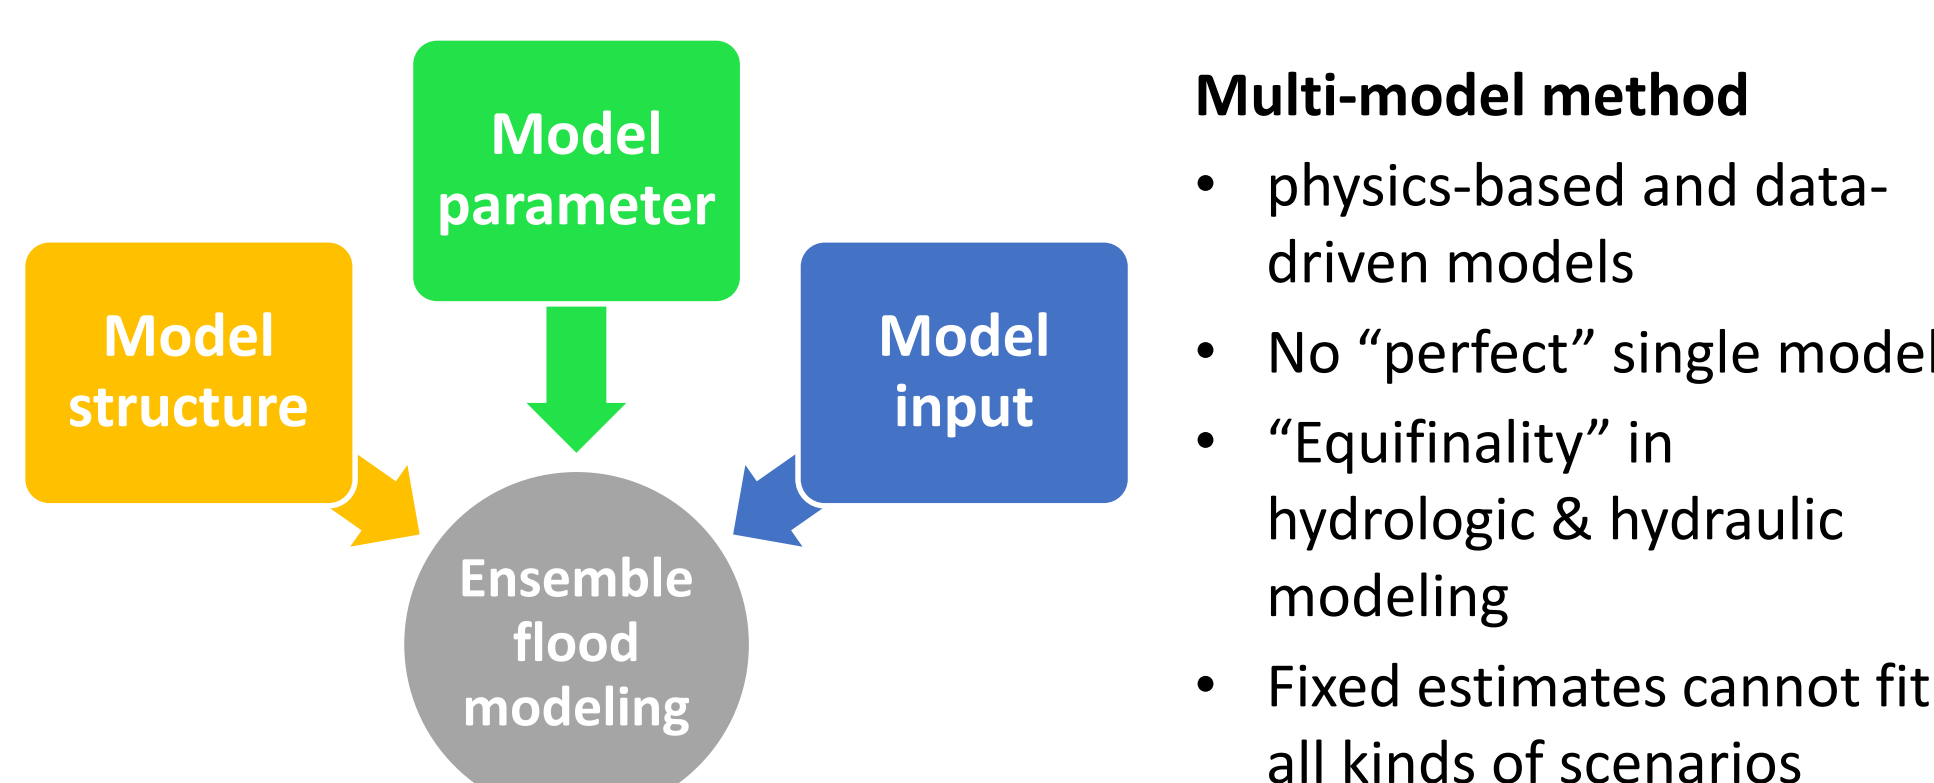 Model
parameter
Model
structure
Model
input
Ensemble
flood
modeling
Multi-model method
• physics-based and data-
driven models
• No “perfect” single model
• “Equifinality” in
hydrologic & hydraulic
modeling
• Fixed estimates cannot fit
all kinds of scenarios